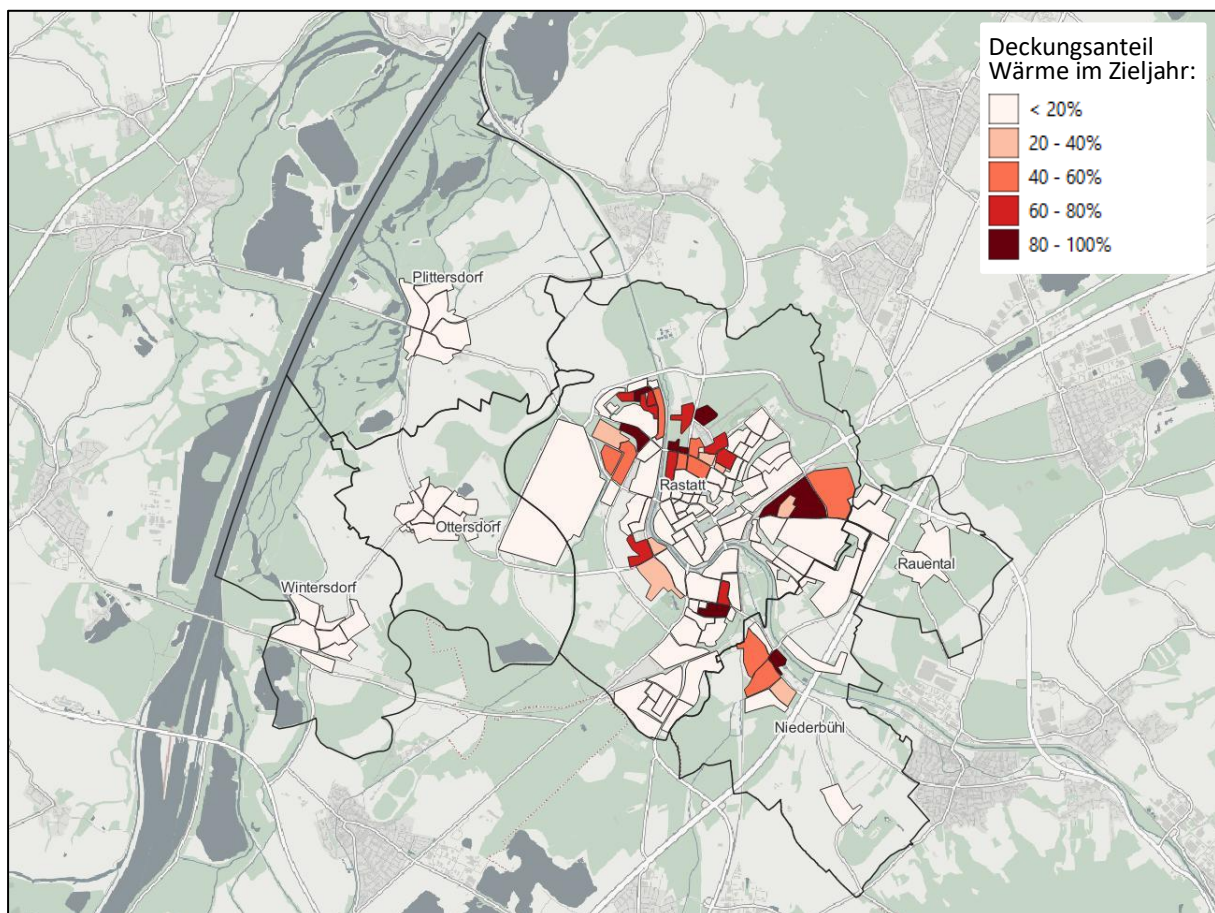 Deckungsanteil
Wärme im Zieljahr:
< 20%
20 - 40%
40 - 60%
60 - 80%
80 - 100%
Plittersdorf
Rastatt
Ottersdorf
Rauental
Wintersdorf
Niederbühl